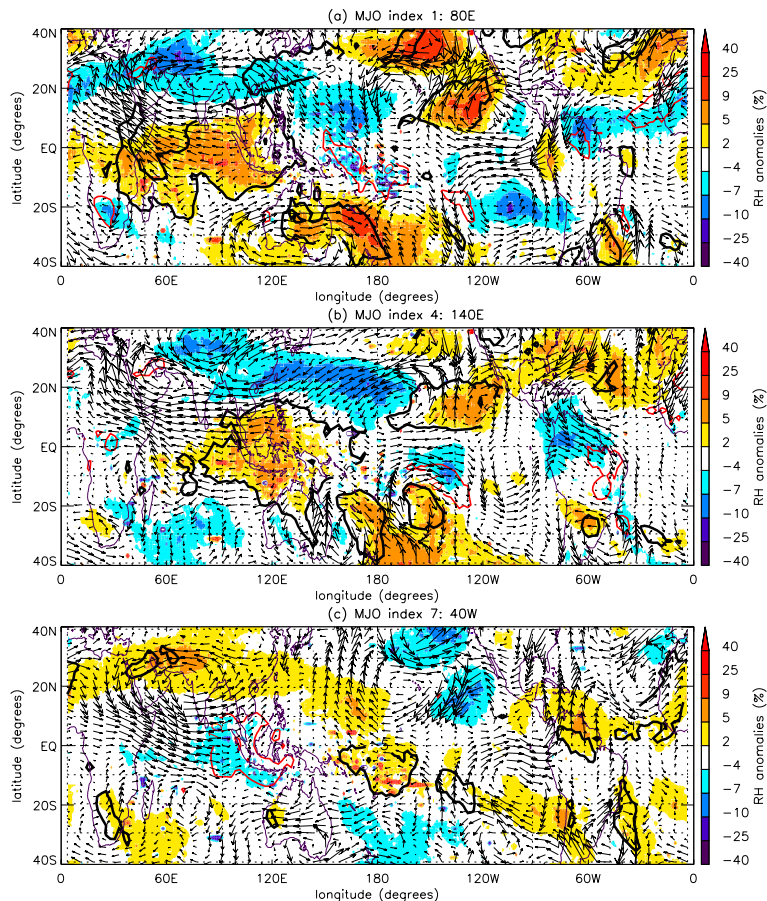 (a) MJO index 1: 80E
40N
20N
EQ
20S
40S
latitude (degrees)
0
60E
120E
180
120W
60W
0
longitude (degrees)
40
25
9
5
2
−4
−7
−10
−25
−40
RH anomalies (%)
(b) MJO index 4: 140E
40N
20N
EQ
20S
40S
latitude (degrees)
0
60E
120E
180
120W
60W
0
longitude (degrees)
40
25
9
5
2
−4
−7
−10
−25
−40
RH anomalies (%)
(c) MJO index 7: 40W
40N
20N
EQ
20S
40S
latitude (degrees)
0
60E
120E
180
120W
60W
0
longitude (degrees)
40
25
9
5
2
−4
−7
−10
−25
−40
RH anomalies (%)